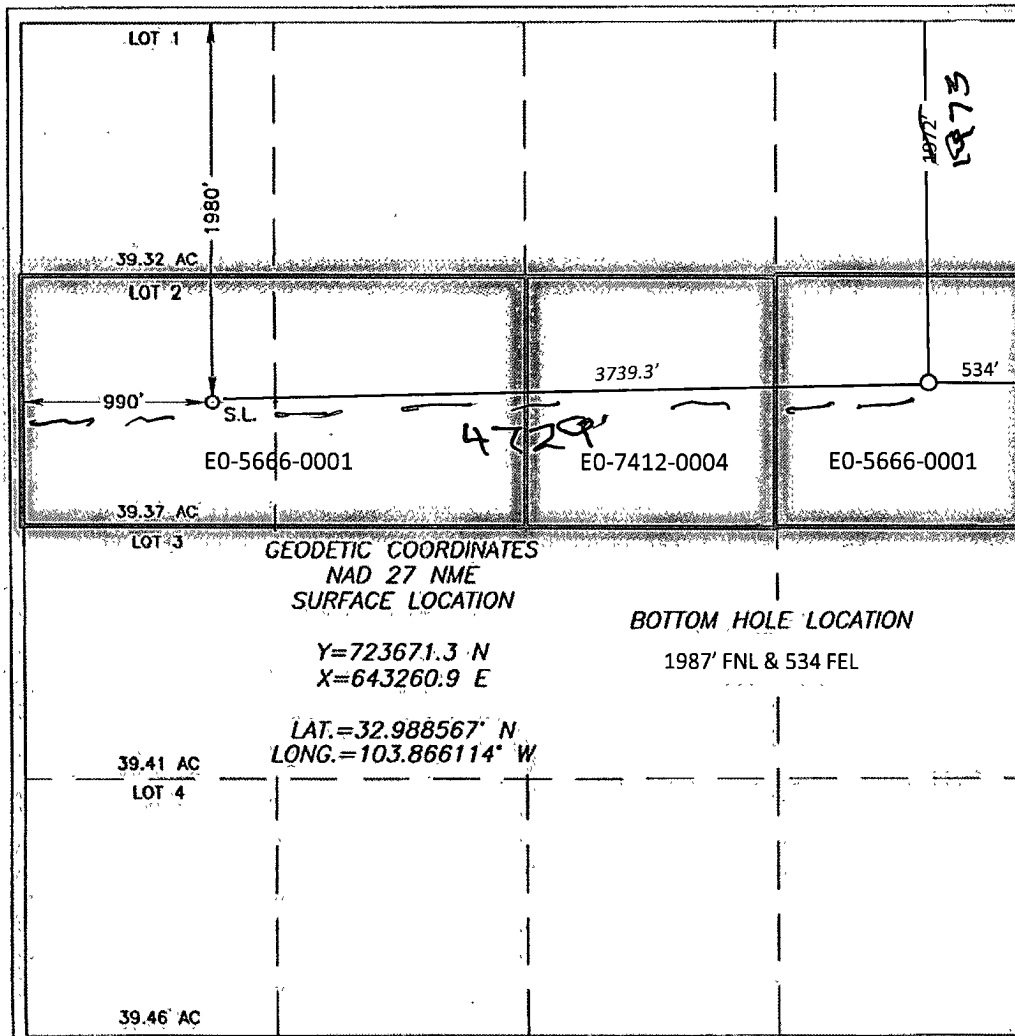 LOT 1
1980'
1972'
1973
39.32 AC
LOT 2
3739.3'
534'
990'
S.L.
4729'
E0-5666-0001
E0-7412-0004
E0-5666-0001
39.37 AC
LOT 3
GEODETIC COORDINATES
NAD 27 NME
SURFACE LOCATION
BOTTOM HOLE LOCATION
Y=723671.3 N
1987' FNL & 534 FEL
X=643260.9 E
LAT.=32.988567° N
LONG.=103.866114° W
39.41 AC
LOT 4
39.46 AC